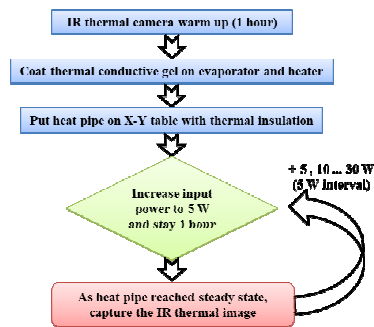 IR thermal camera warm up (1 hour)
Coat thermal conductive gel on evaporator and heater
Put heat pipe on X-Y table with thermal insulation
+ 5, 10 ... 30 W
(5 W interval)
Increase input
power to 5 W
and stay 1 hour
As heat pipe reached steady state,
capture the IR thermal image